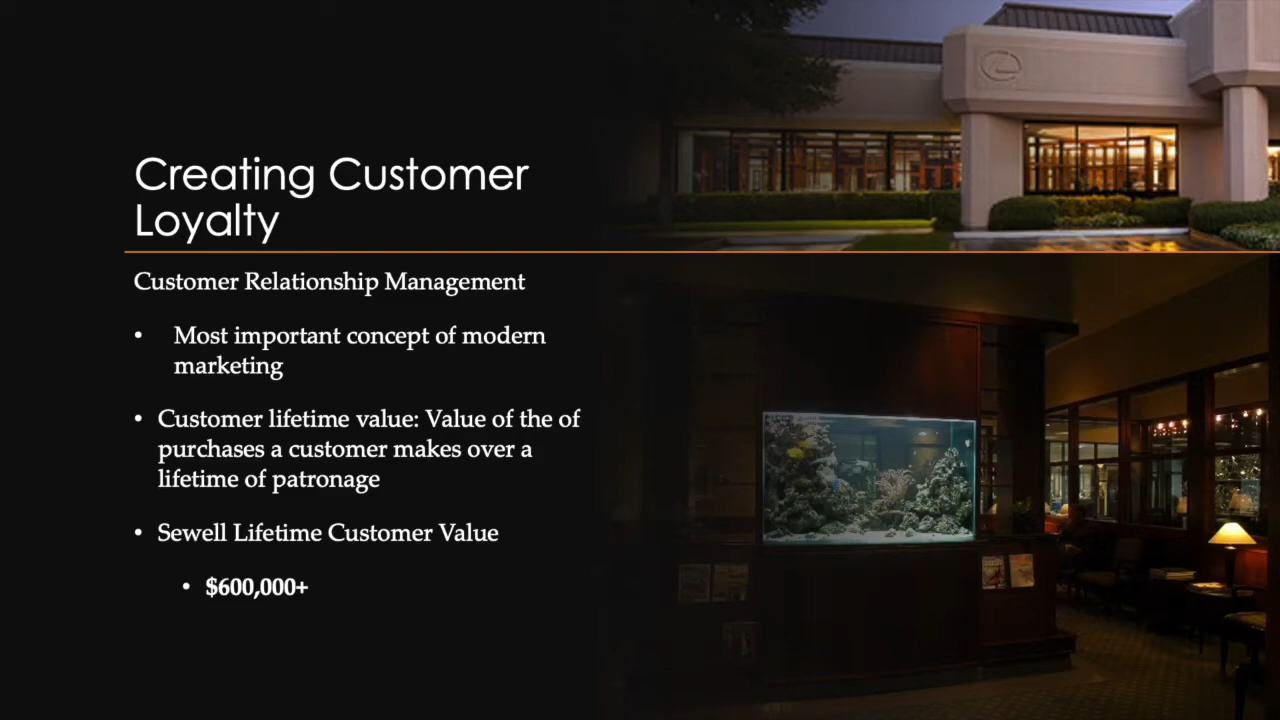 Creating Customer
Loyalty
Customer Relationship Management
• Most important concept of modern
marketing
• Customer lifetime value: Value of the of
purchases a customer makes over a
lifetime of patronage
• Sewell Lifetime Customer Value
• $600,000+